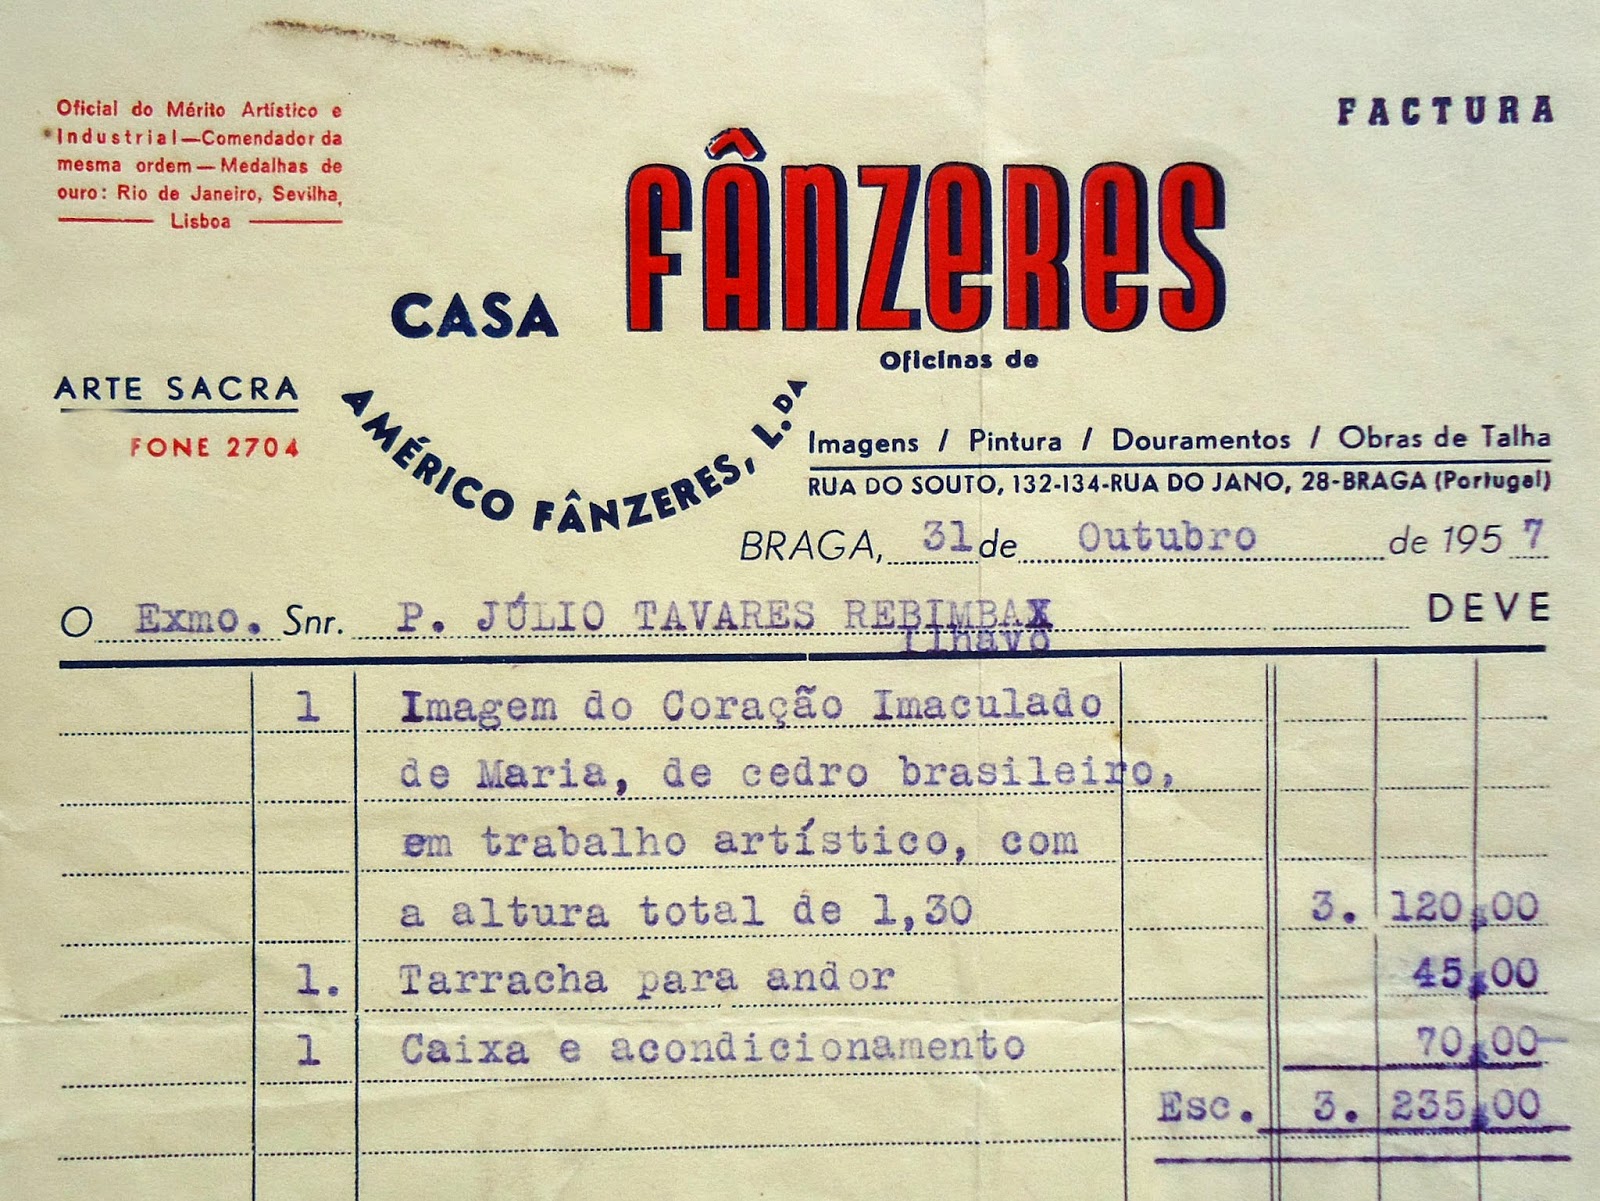 Oficial do Mérito Artístico e
Industrial—Comendador da
mesma ordem — Medalhas de
ouro: Rio de Janeiro, Sevilha,
Lisboa
FACTURA
CASA FÂNZERES
AMÉRICO FÂNZERES, L.DA
ARTE SACRA
FONE 2704
Oficinas de
Imagens / Pintura / Douramentos / Obras de Talha
RUA DO SOUTO, 132-134-RUA DO JANO, 28-BRAGA (Portugal)
BRAGA, 31 de Outubro de 1957
O Exmo. Snr. P. JÚLIO TAVARES REBIMBAX DEVE
Ilhavo
1 Imagem do Coração Imaculado
de Maria, de cedro brasileiro,
em trabalho artístico, com
a altura total de 1,30 3.120,00
1. Tarracha para andor 45,00
1 Caixa e acondicionamento 70,00
Esc. 3.235,00